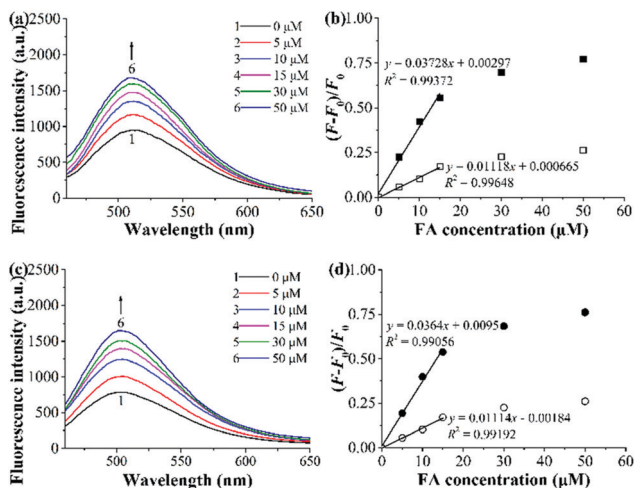 (a)
Fluorescence intensity (a.u.)
2500
2000
1500
1000
500
0
500
550
600
650
Wavelength (nm)
6
1
1 0 μM
2 5 μM
3 10 μM
4 15 μM
5 30 μM
6 50 μM
(b)
(F-F₀)/F₀
1.00
0.75
0.50
0.25
0.00
0 10 20 30 40 50 60
FA concentration (μM)
y − 0.03728x + 0.00297
R² − 0.99372
y − 0.01118x + 0.000665
R² − 0.99648
(c)
Fluorescence intensity (a.u.)
2500
2000
1500
1000
500
0
500
550
600
650
Wavelength (nm)
6
1
1 0 μM
2 5 μM
3 10 μM
4 15 μM
5 30 μM
6 50 μM
(d)
(F-F₀)/F₀
1.00
0.75
0.50
0.25
0.00
0 10 20 30 40 50 60
FA concentration (μM)
y = 0.0364x + 0.0095
R² = 0.99056
y = 0.01114x - 0.00184
R² = 0.99192